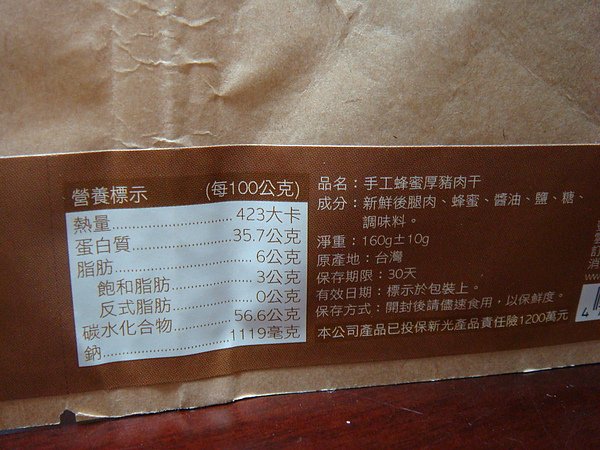 營養標示 (每100公克)
熱量 423大卡
蛋白質 35.7公克
脂肪 6公克
飽和脂肪 3公克
反式脂肪 0公克
碳水化合物 56.6公克
鈉 1119毫克
品名：手工蜂蜜厚豬肉干
成分：新鮮後腿肉、蜂蜜、醬油、鹽、糖、
調味料。
淨重：160g±10g
原產地：台灣
保存期限：30天
有效日期：標示於包裝上。
保存方式：開封後請儘速食用，以保鮮度。
本公司產品已投保新光產品責任險1200萬元